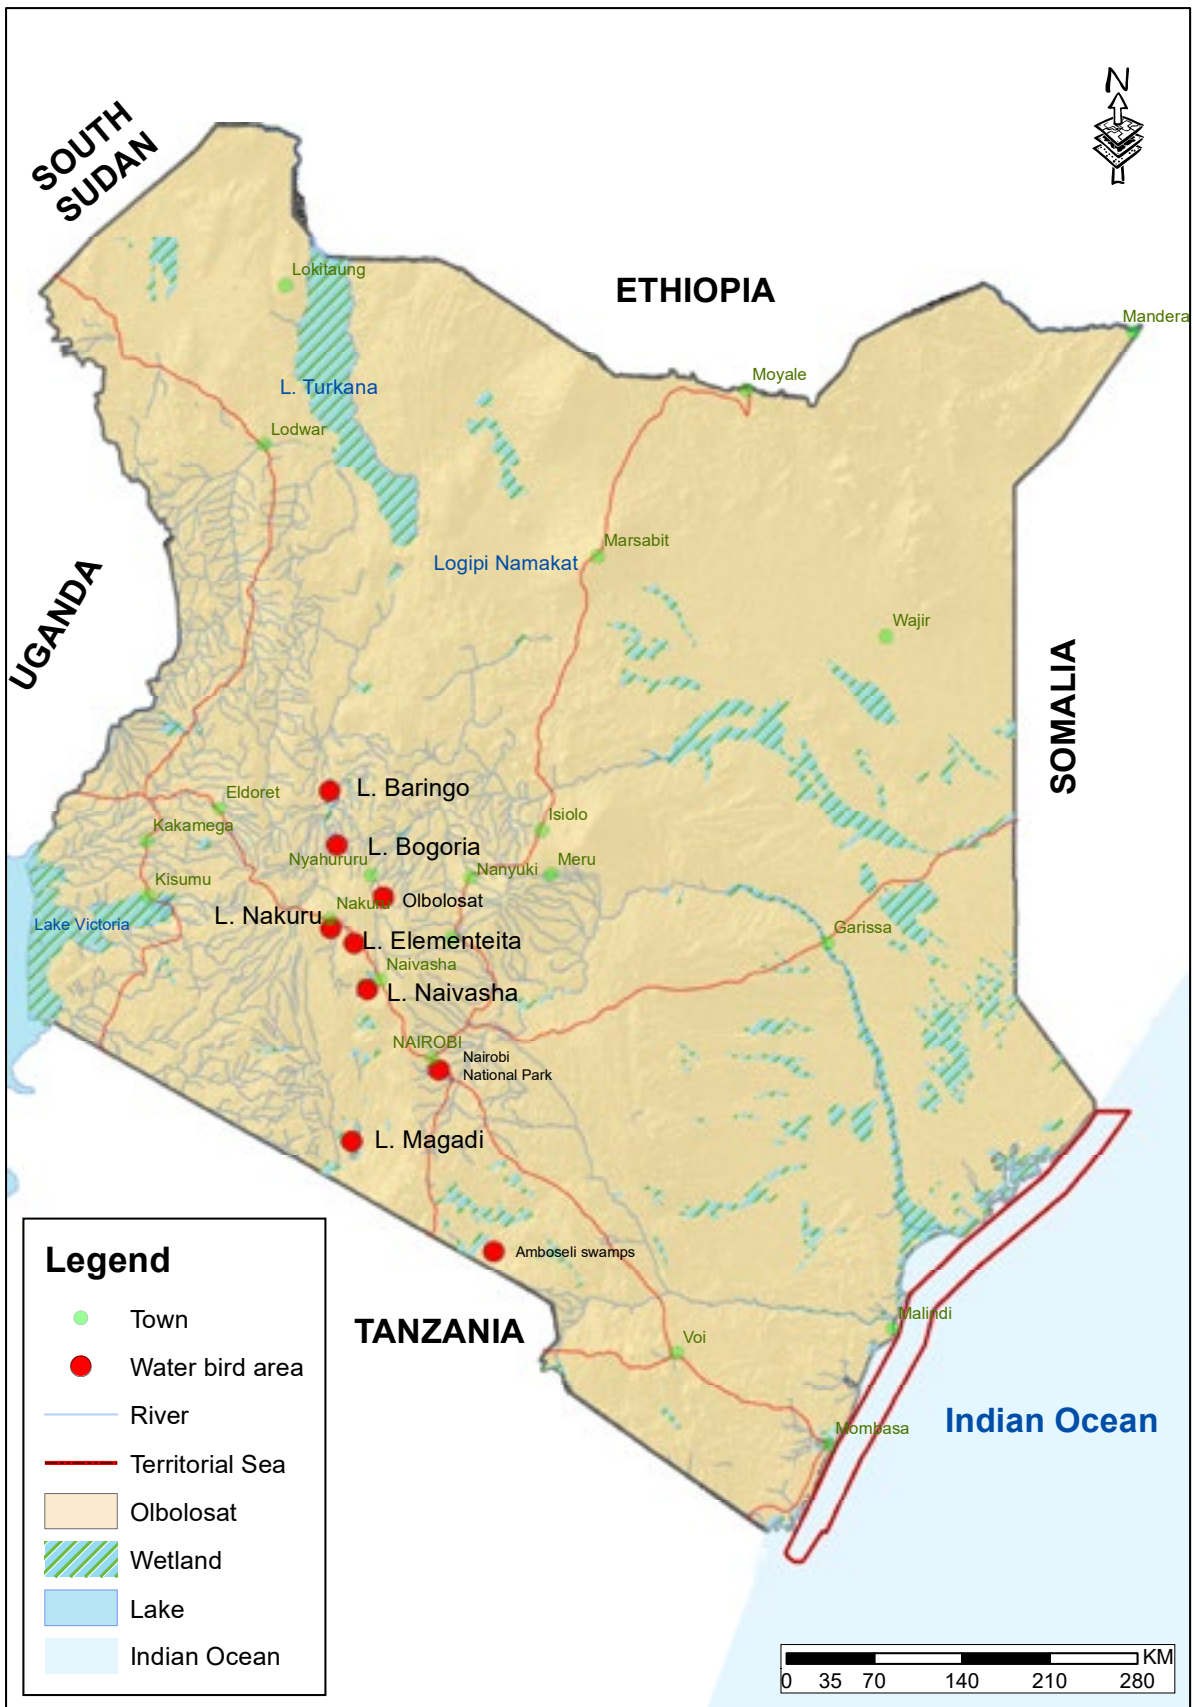 N
SOUTH
SUDAN
Lokitaung
ETHIOPIA
Mandera
Moyale
L. Turkana
Lodwar
Marsabit
Logipi Namakat
UGANDA
Wajir
SOMALIA
L. Baringo
Eldoret
Isiolo
Kakamega
L. Bogoria
Nyahururu
Nanyuki
Meru
Kisumu
Olbolosat
Nakuru
L. Nakuru
Lake Victoria
Garissa
L. Elementeita
Naivasha
L. Naivasha
NAIROBI
Nairobi
National Park
L. Magadi
Amboseli swamps
Malindi
TANZANIA
Voi
Mombasa
Indian Ocean
Legend
Town
Water bird area
River
Territorial Sea
Olbolosat
Wetland
Lake
Indian Ocean
KM
0 35 70 140 210 280